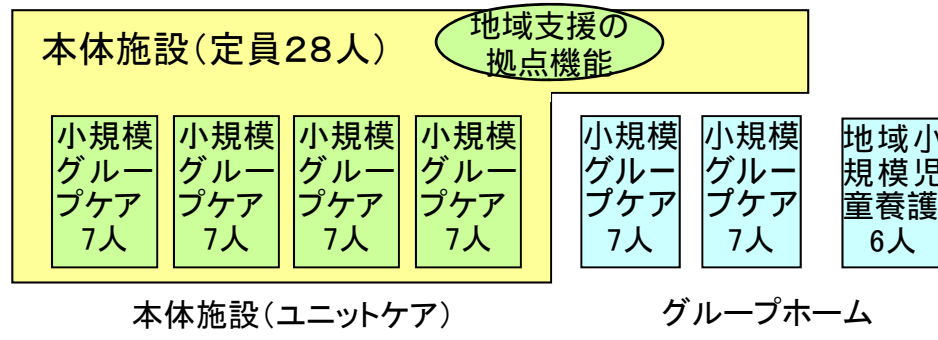 本体施設(定員28人)
地域支援の
拠点機能
小規模
グルー
プケア
7人
小規模
グルー
プケア
7人
小規模
グルー
プケア
7人
小規模
グルー
プケア
7人
小規模
グルー
プケア
7人
小規模
グルー
プケア
7人
地域小
規模児
童養護
6人
本体施設(ユニットケア)
グループホーム